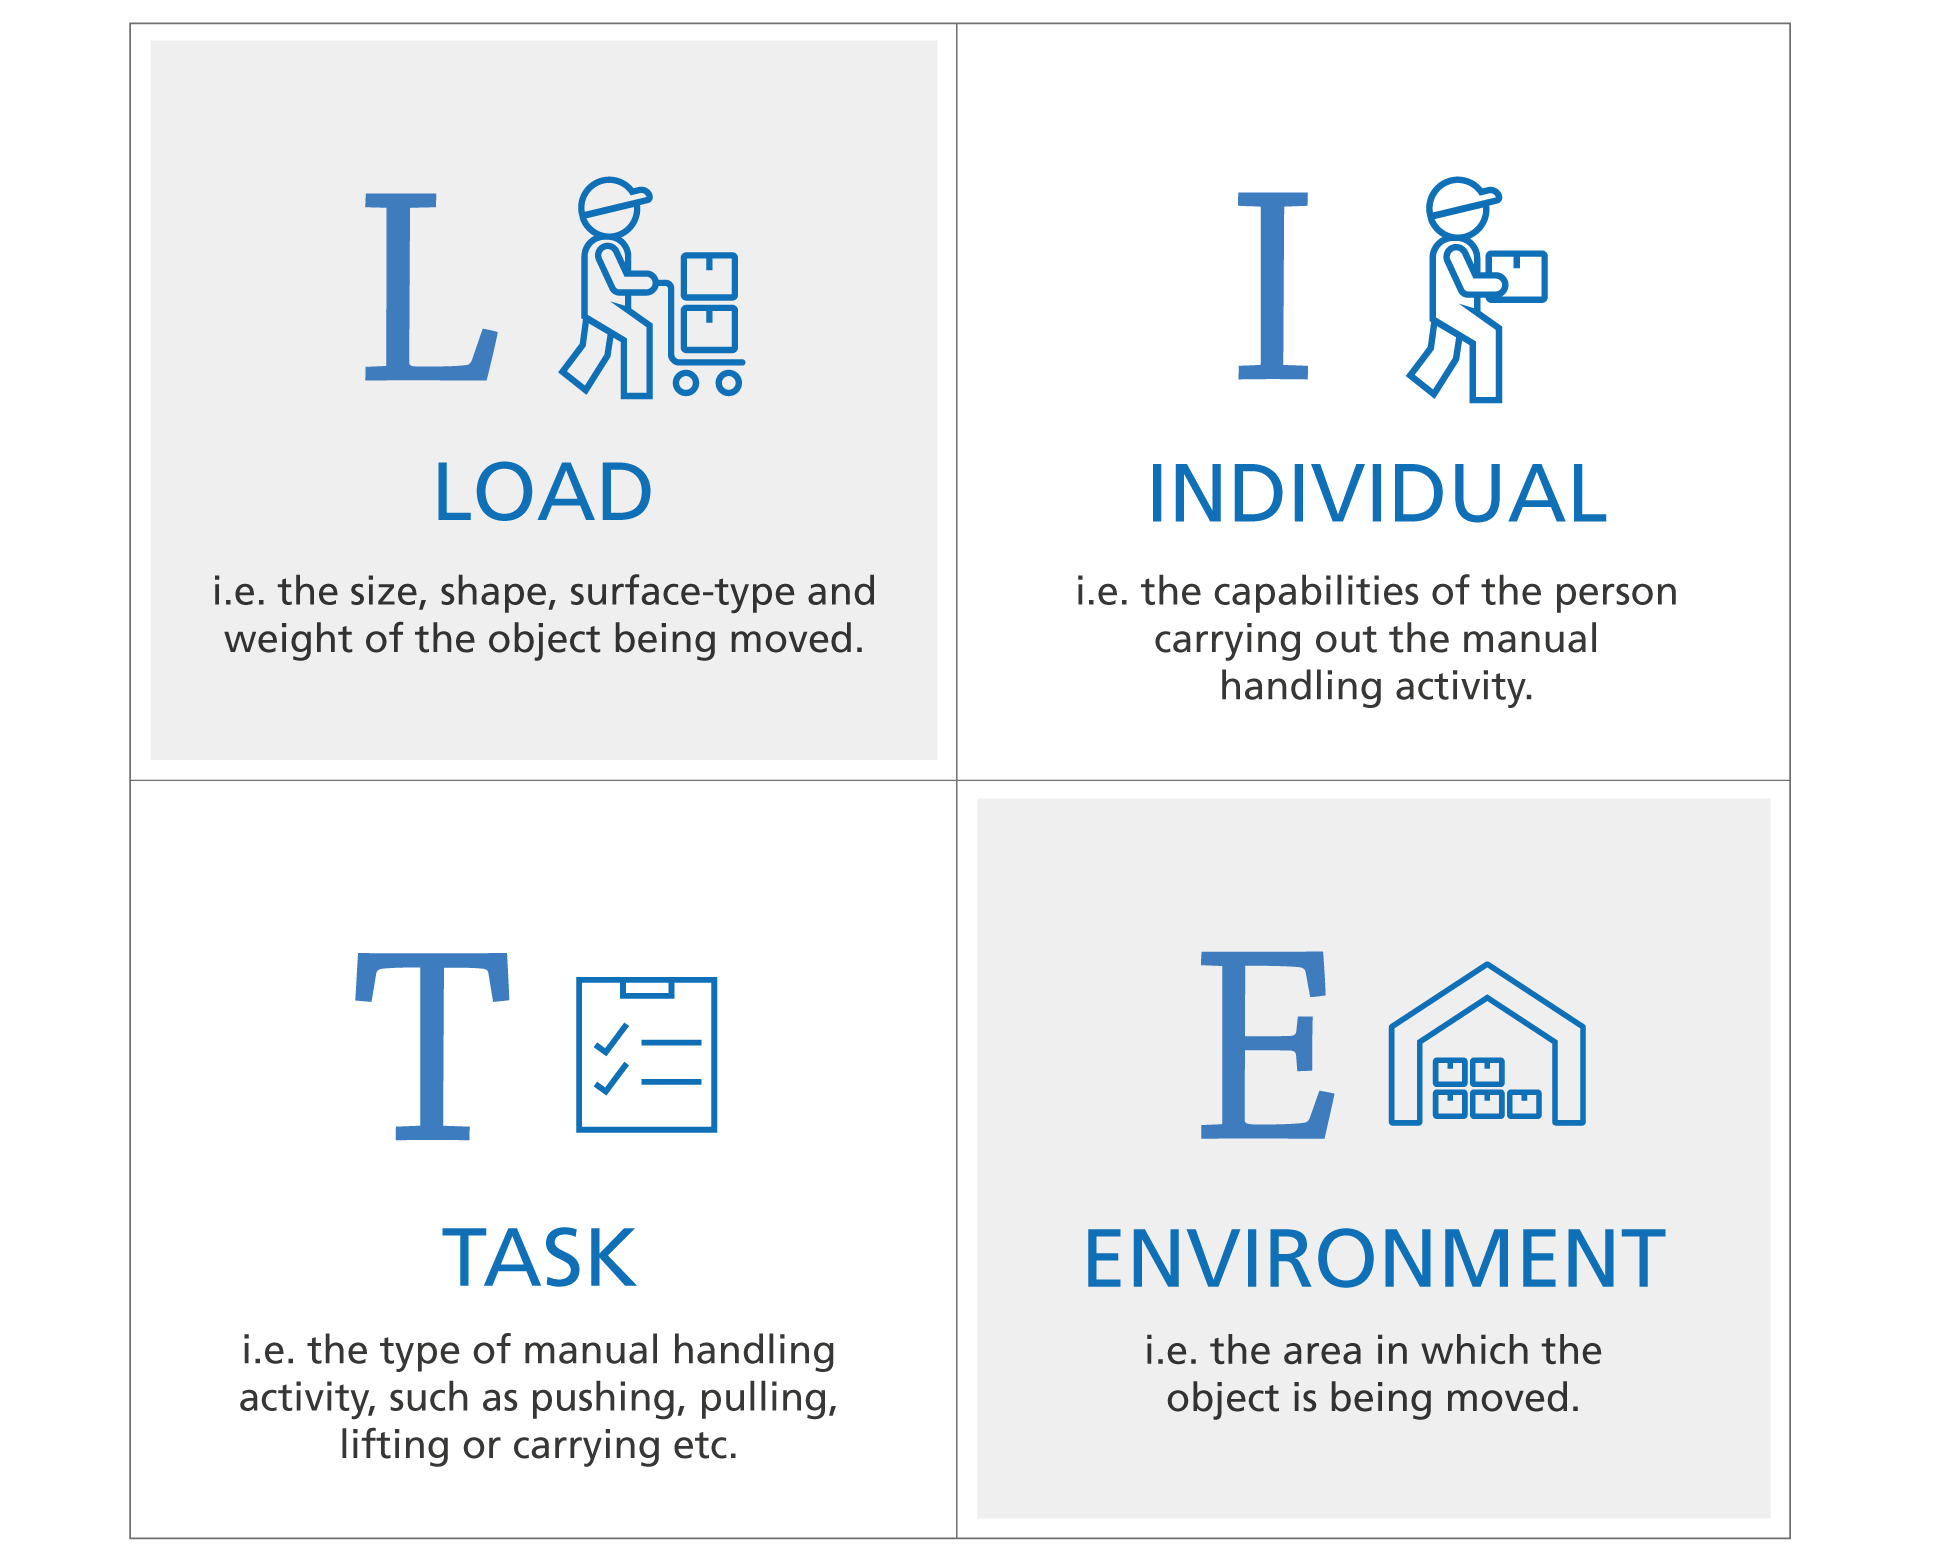 L
LOAD
i.e. the size, shape, surface-type and
weight of the object being moved.
I
INDIVIDUAL
i.e. the capabilities of the person
carrying out the manual
handling activity.
T
TASK
i.e. the type of manual handling
activity, such as pushing, pulling,
lifting or carrying etc.
E
ENVIRONMENT
i.e. the area in which the
object is being moved.